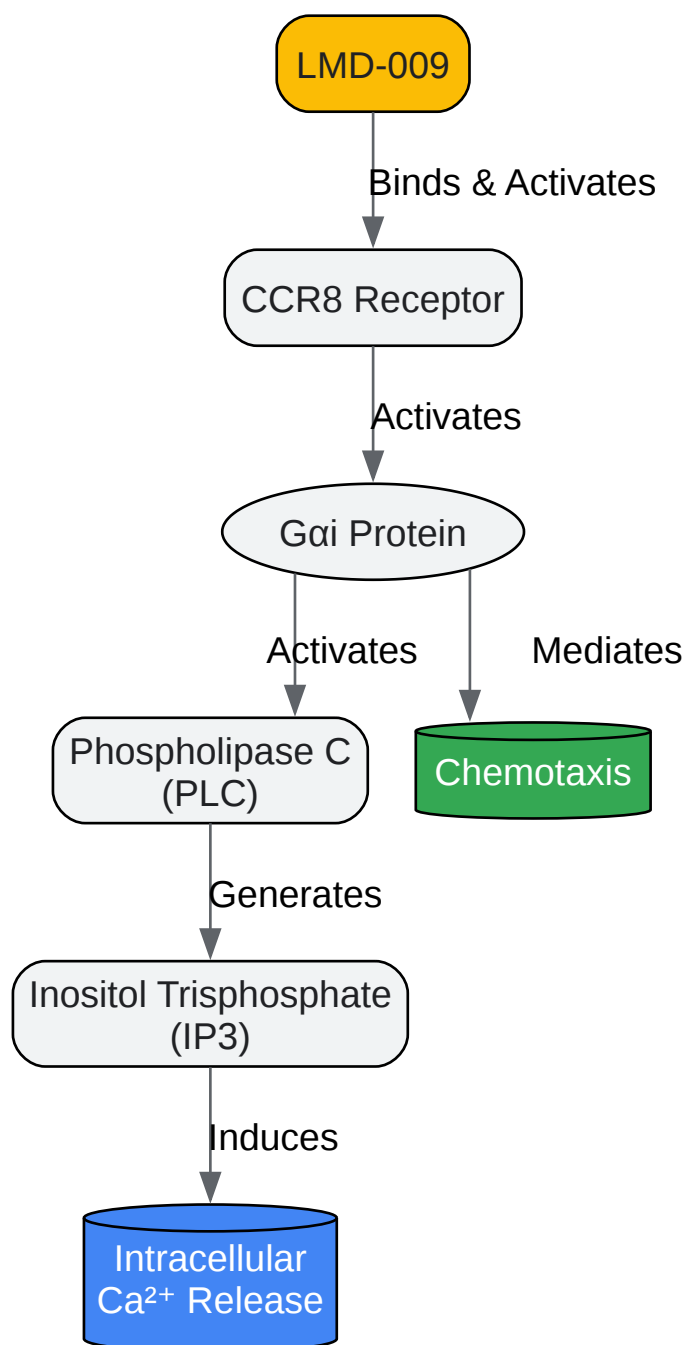 LMD-009
Binds & Activates
CCR8 Receptor
Activates
Gαi Protein
Activates
Mediates
Phospholipase C
(PLC)
Chemotaxis
Generates
Inositol Trisphosphate
(IP3)
Induces
Intracellular
Ca²⁺ Release